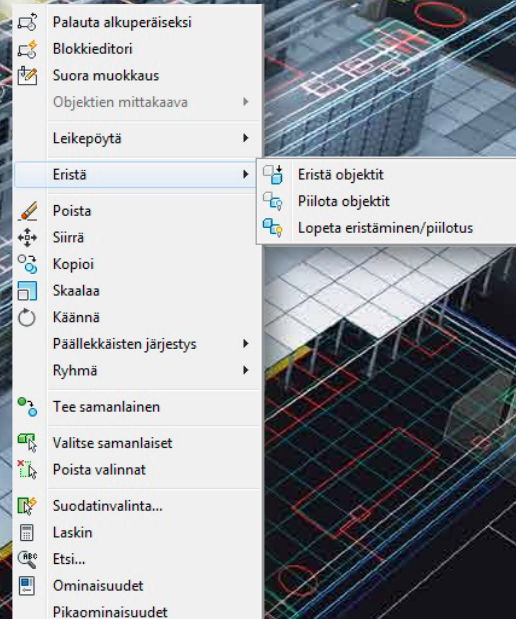 Palauta alkuperäiseksi
Blokkieditori
Suora muokkaus
Objektien mittakaava
Leikepöytä
Eristä
Eristä objektit
Piilota objektit
Lopeta eristäminen/piilotus
Poista
Siirrä
Kopioi
Skaalaa
Käännä
Päällekkäisten järjestys
Ryhmä
Tee samanlainen
Valitse samanlaiset
Poista valinnat
Suodatinvalinta...
Laskin
Etsi...
Ominaisuudet
Pikaominaisuudet